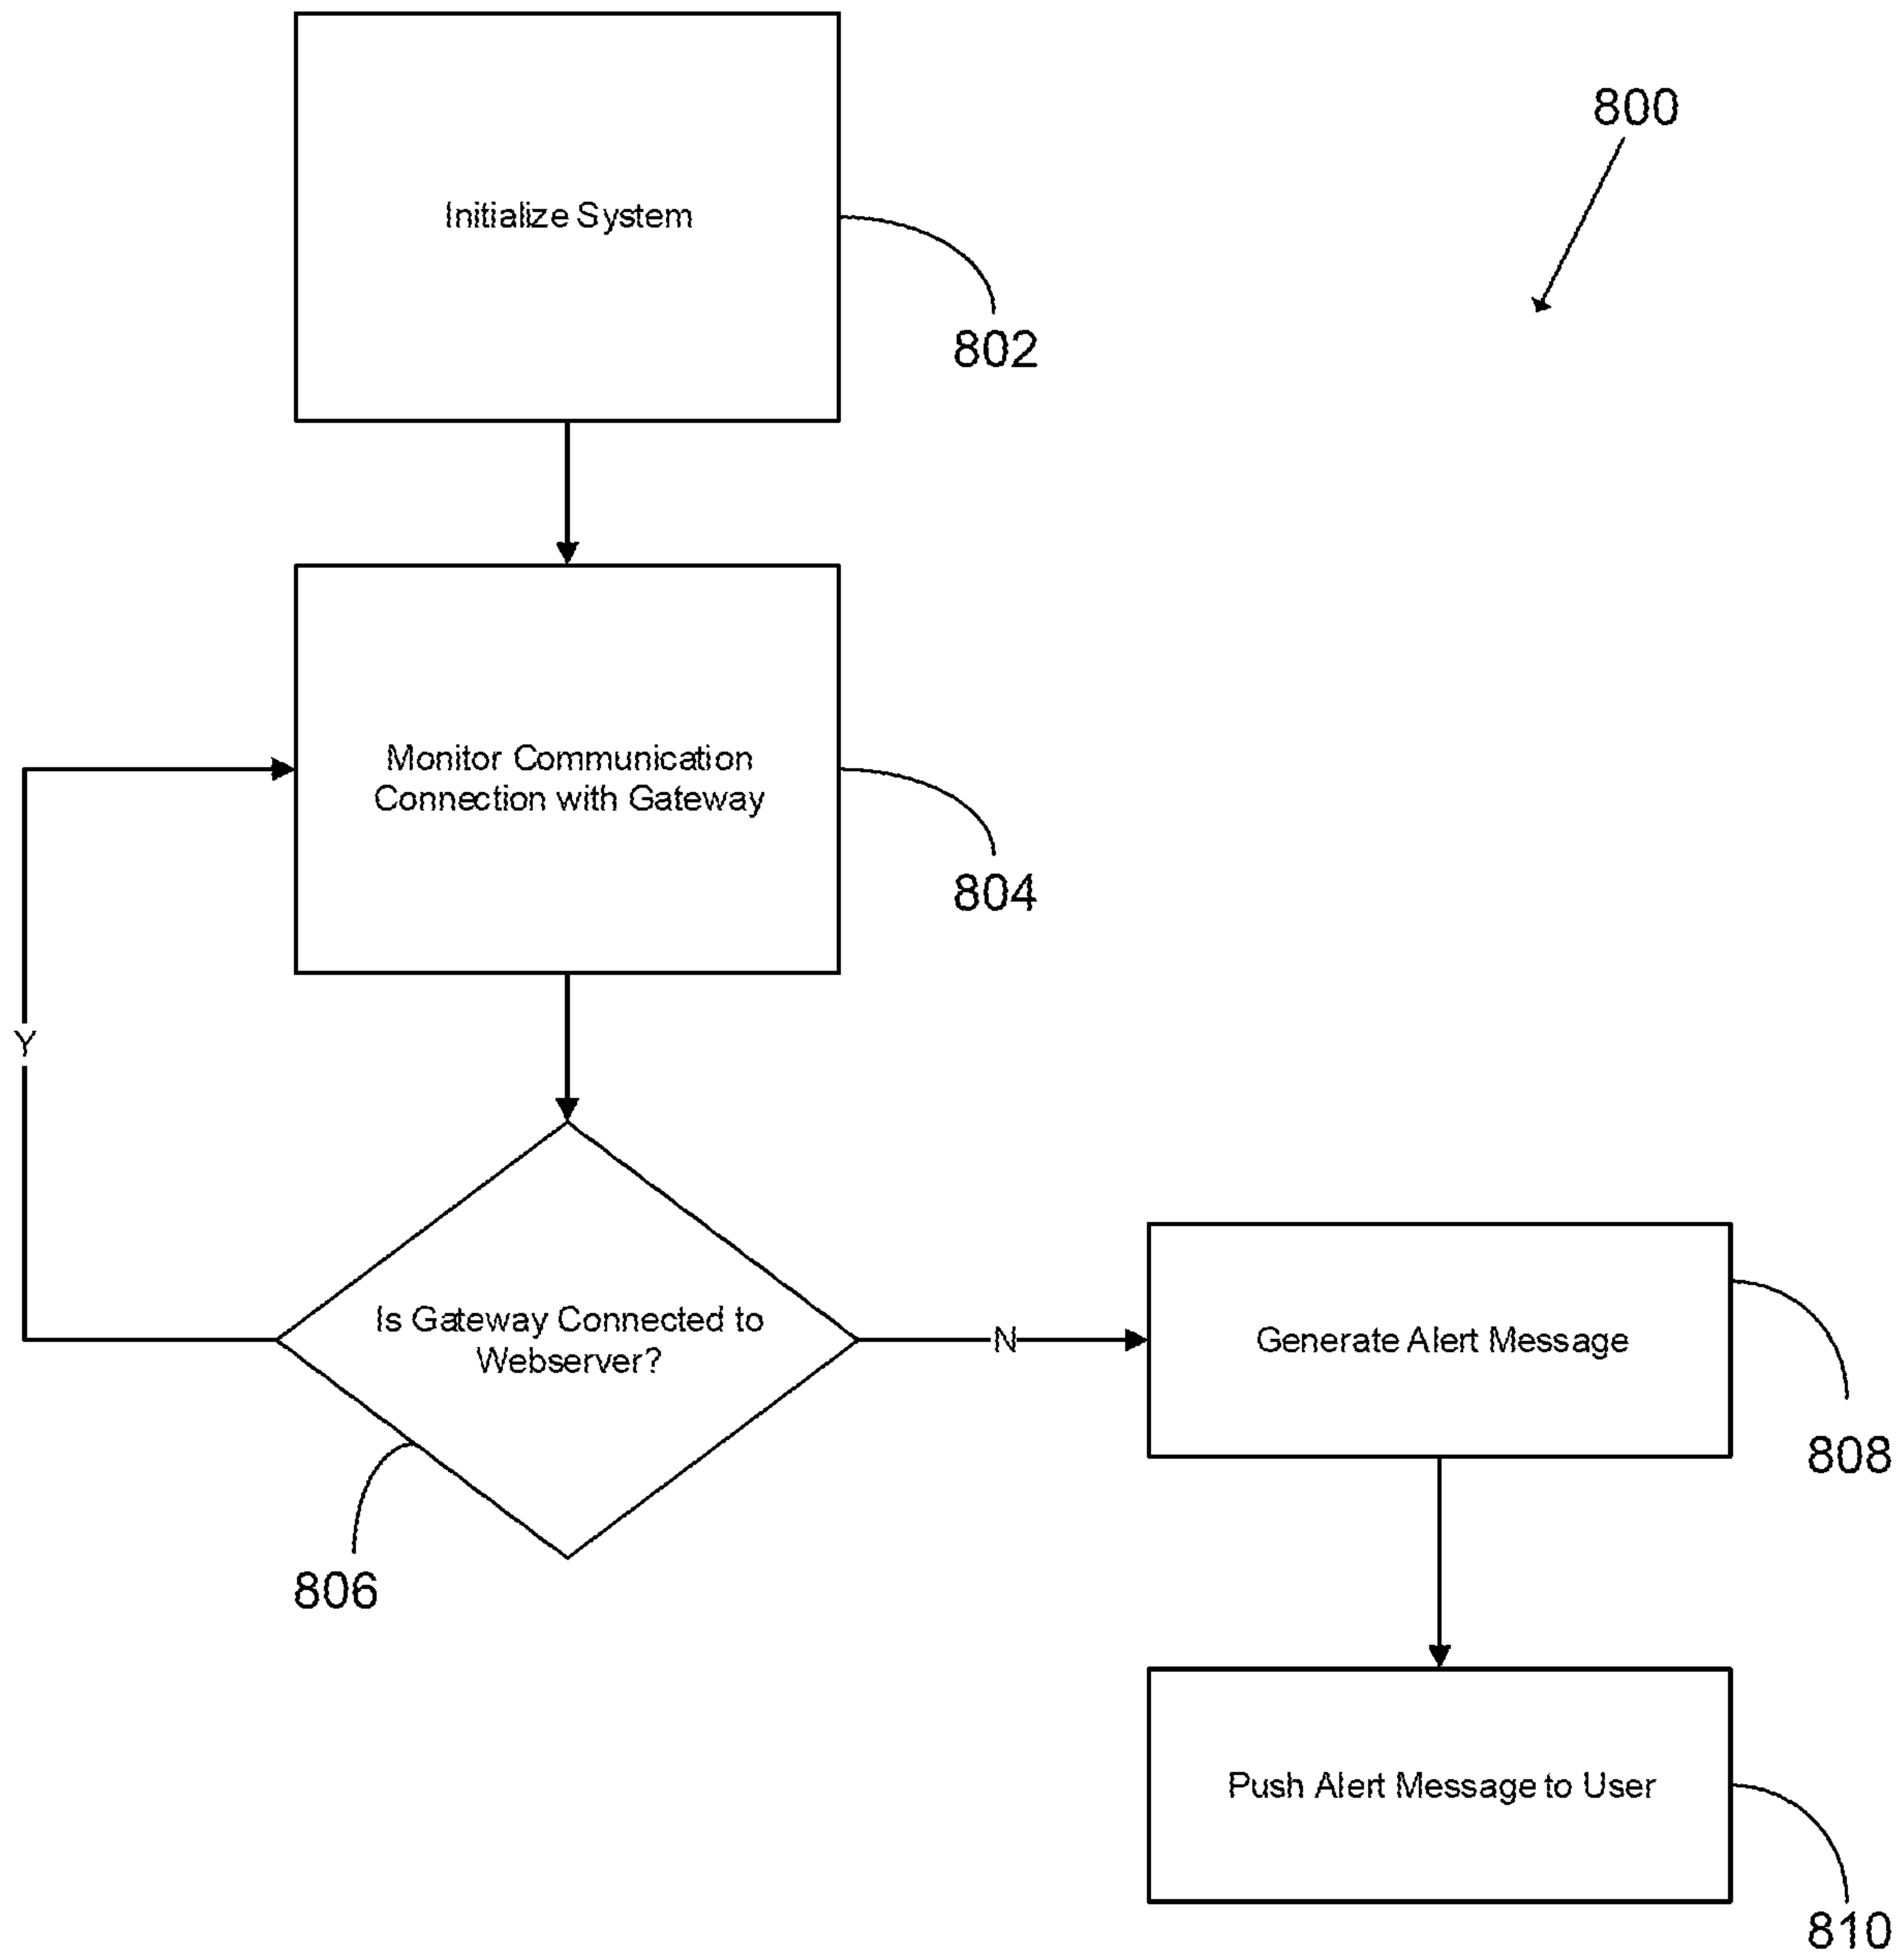 800
Initialize System
802
Monitor Communication
Connection with Gateway
804
Y
Is Gateway Connected to
Webserver?
N
Generate Alert Message
808
806
Push Alert Message to User
810